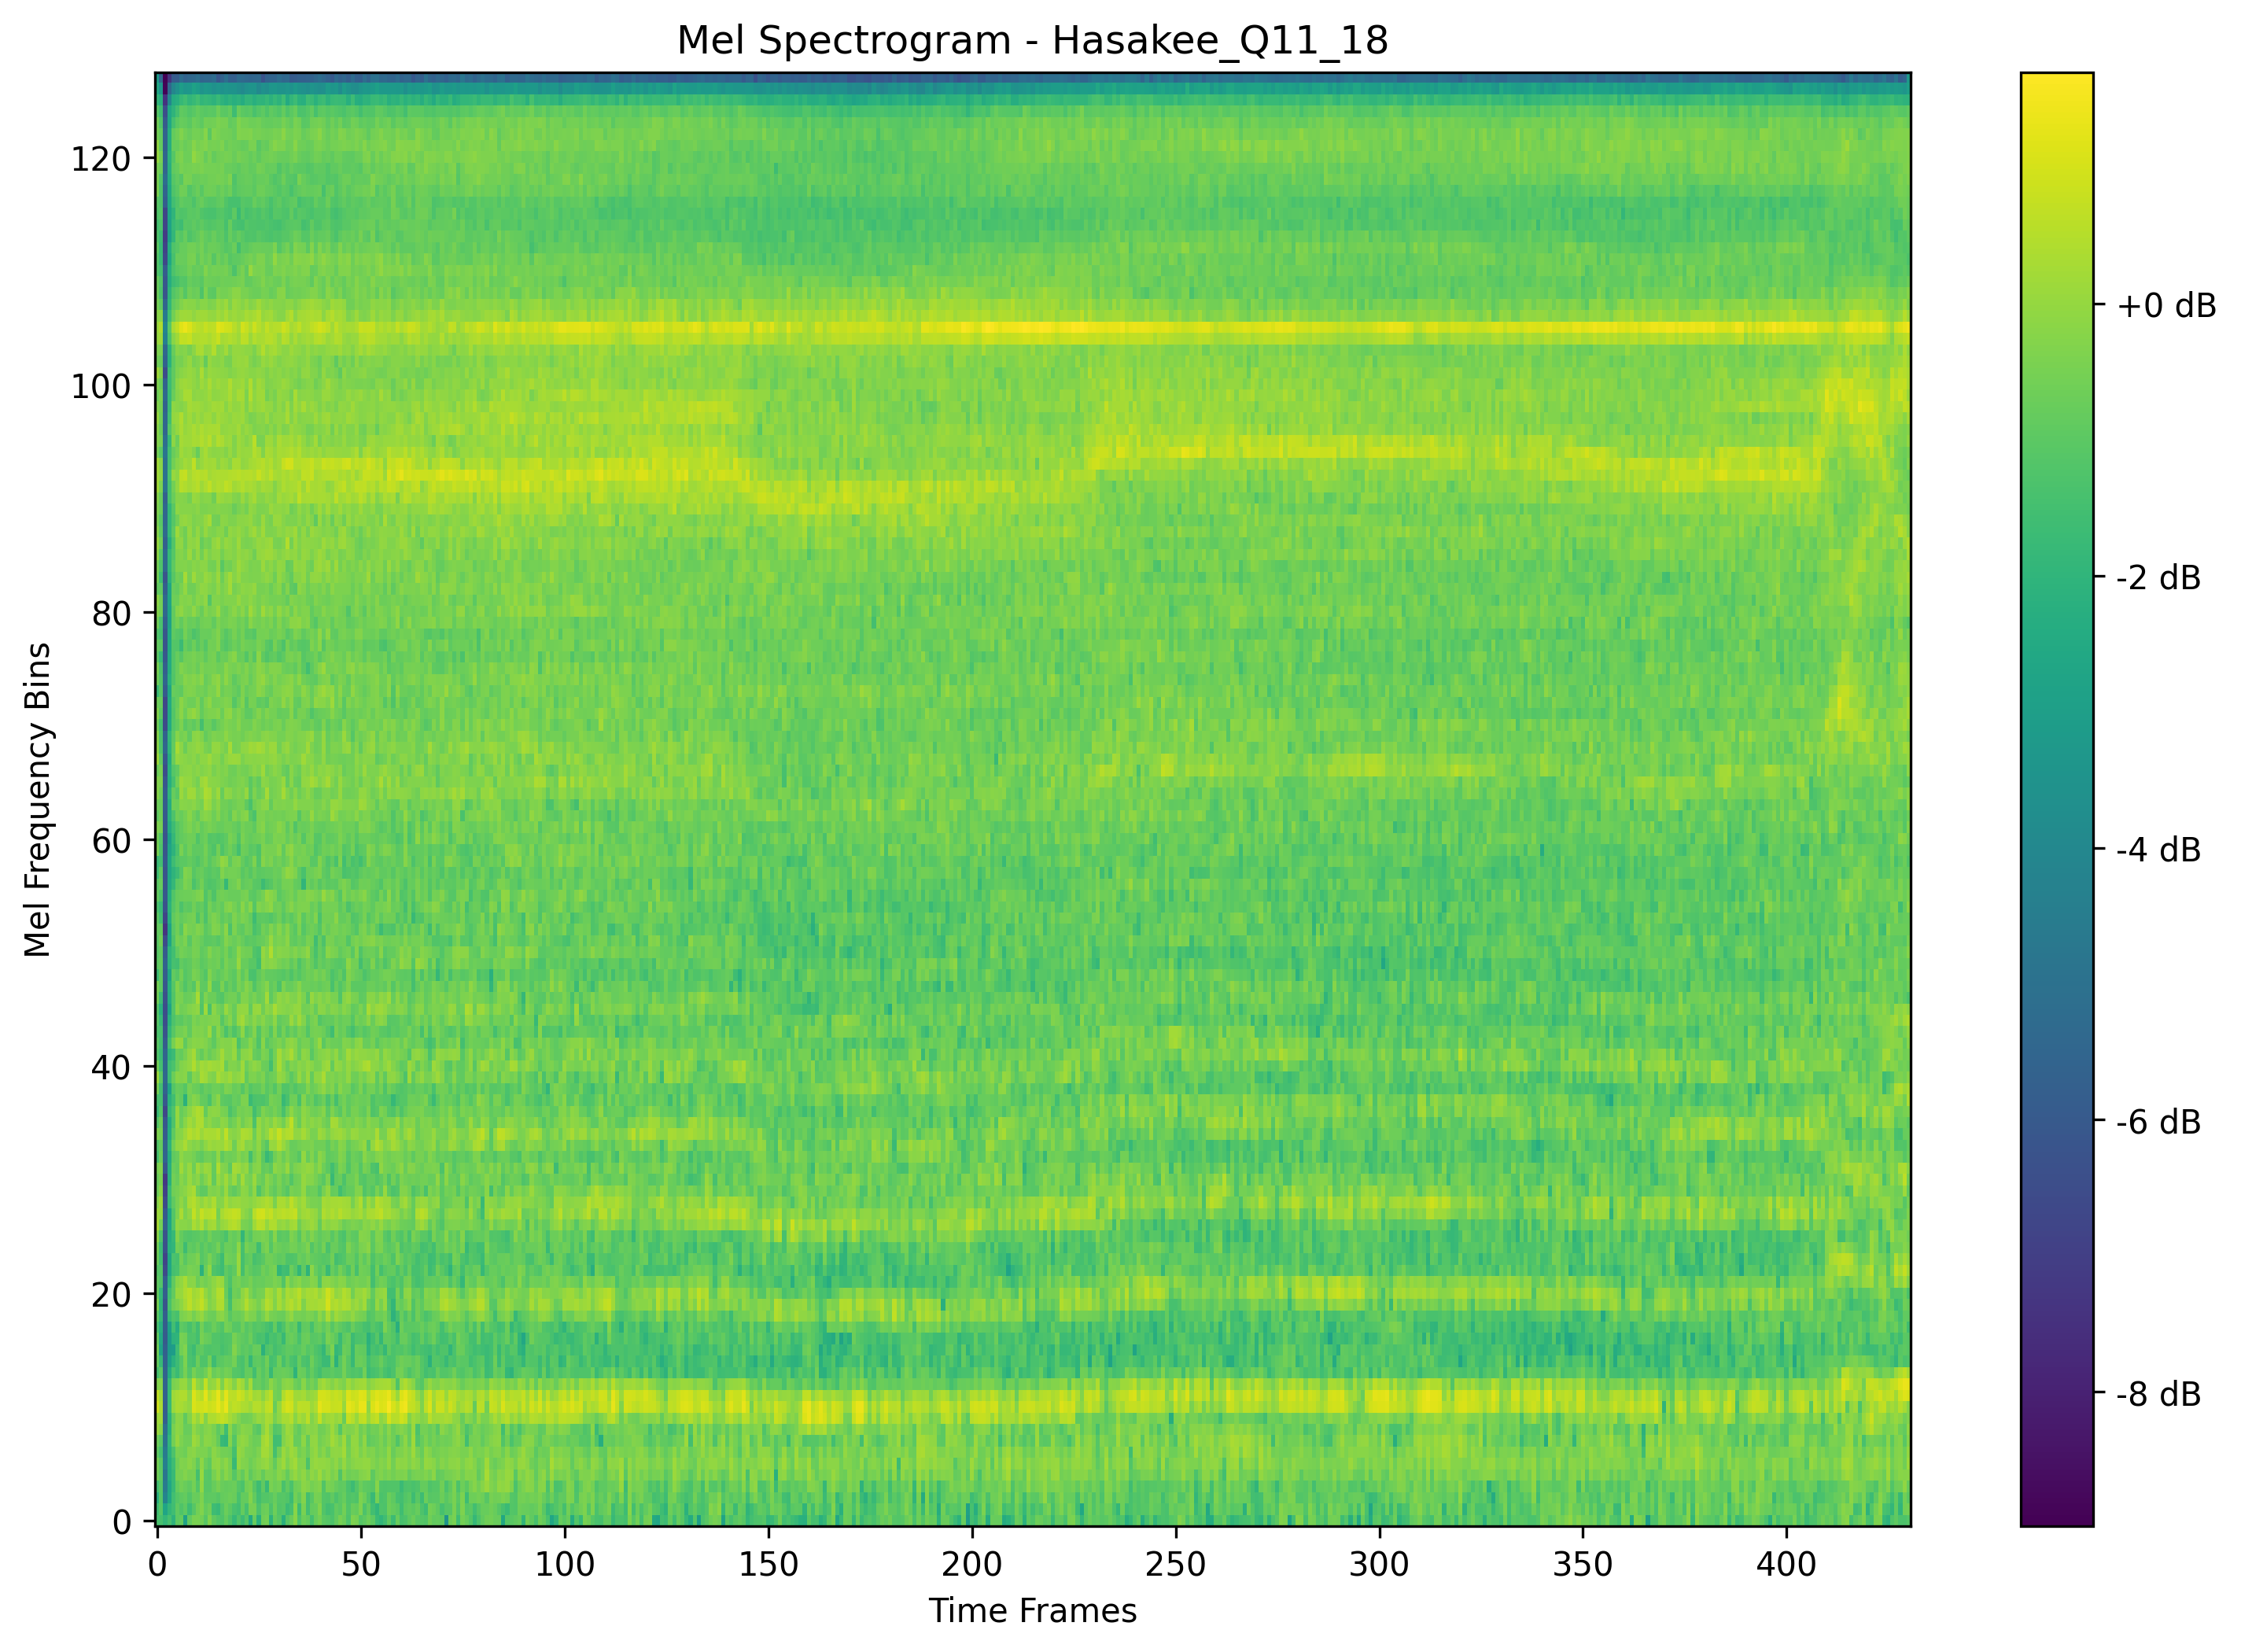 Mel Spectrogram - Hasakee_Q11_18
Mel Frequency Bins
120
100
80
60
40
20
0
0 50 100 150 200 250 300 350 400
Time Frames
+0 dB
-2 dB
-4 dB
-6 dB
-8 dB